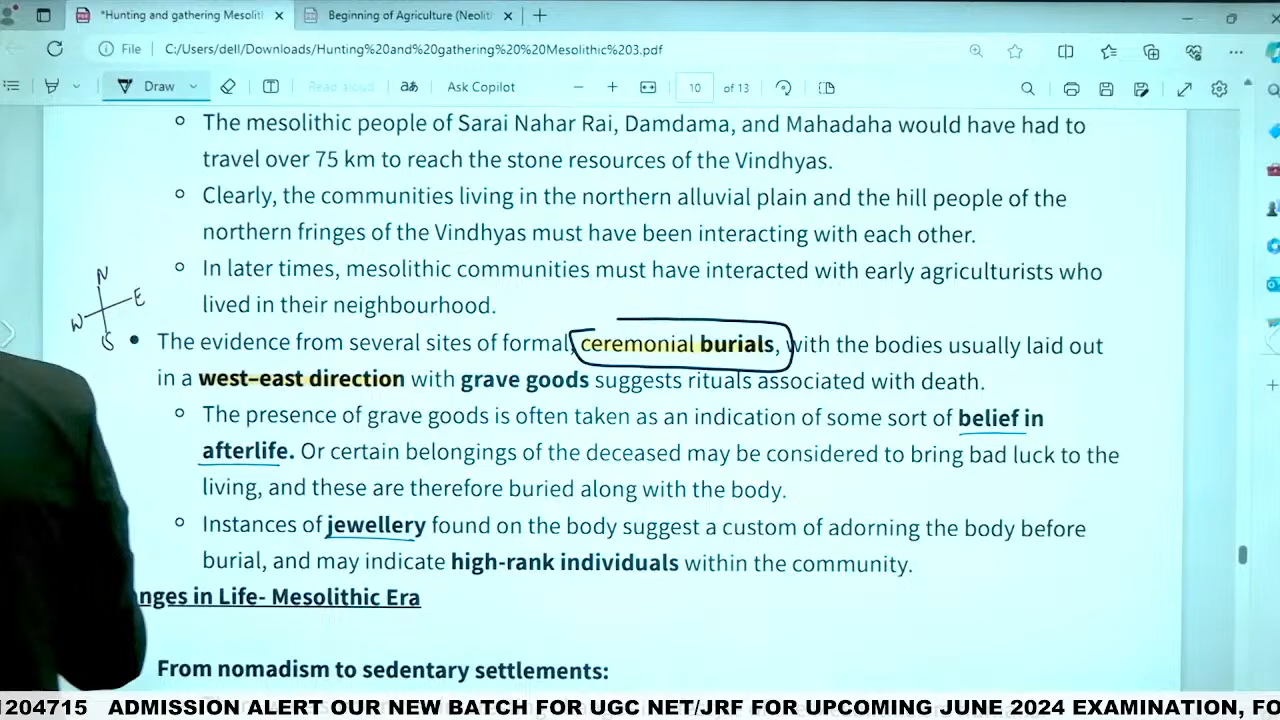 *Hunting and gathering Mesolit
Beginning of Agriculture (Neolit
File
C:/Users/dell/Downloads/Hunting%20and%20gathering%20%20Mesolithic%203.pdf
Draw
Read aloud
aあ
Ask Copilot
10 of 13
The mesolithic people of Sarai Nahar Rai, Damdama, and Mahadaha would have had to
travel over 75 km to reach the stone resources of the Vindhyas.
Clearly, the communities living in the northern alluvial plain and the hill people of the
northern fringes of the Vindhyas must have been interacting with each other.
In later times, mesolithic communities must have interacted with early agriculturists who
lived in their neighbourhood.
N
E
W
S
The evidence from several sites of formal, ceremonial burials, with the bodies usually laid out
in a west–east direction with grave goods suggests rituals associated with death.
The presence of grave goods is often taken as an indication of some sort of belief in
afterlife. Or certain belongings of the deceased may be considered to bring bad luck to the
living, and these are therefore buried along with the body.
Instances of jewellery found on the body suggest a custom of adorning the body before
burial, and may indicate high-rank individuals within the community.
nges in Life- Mesolithic Era
From nomadism to sedentary settlements:
1204715 ADMISSION ALERT OUR NEW BATCH FOR UGC NET/JRF FOR UPCOMING JUNE 2024 EXAMINATION, FO